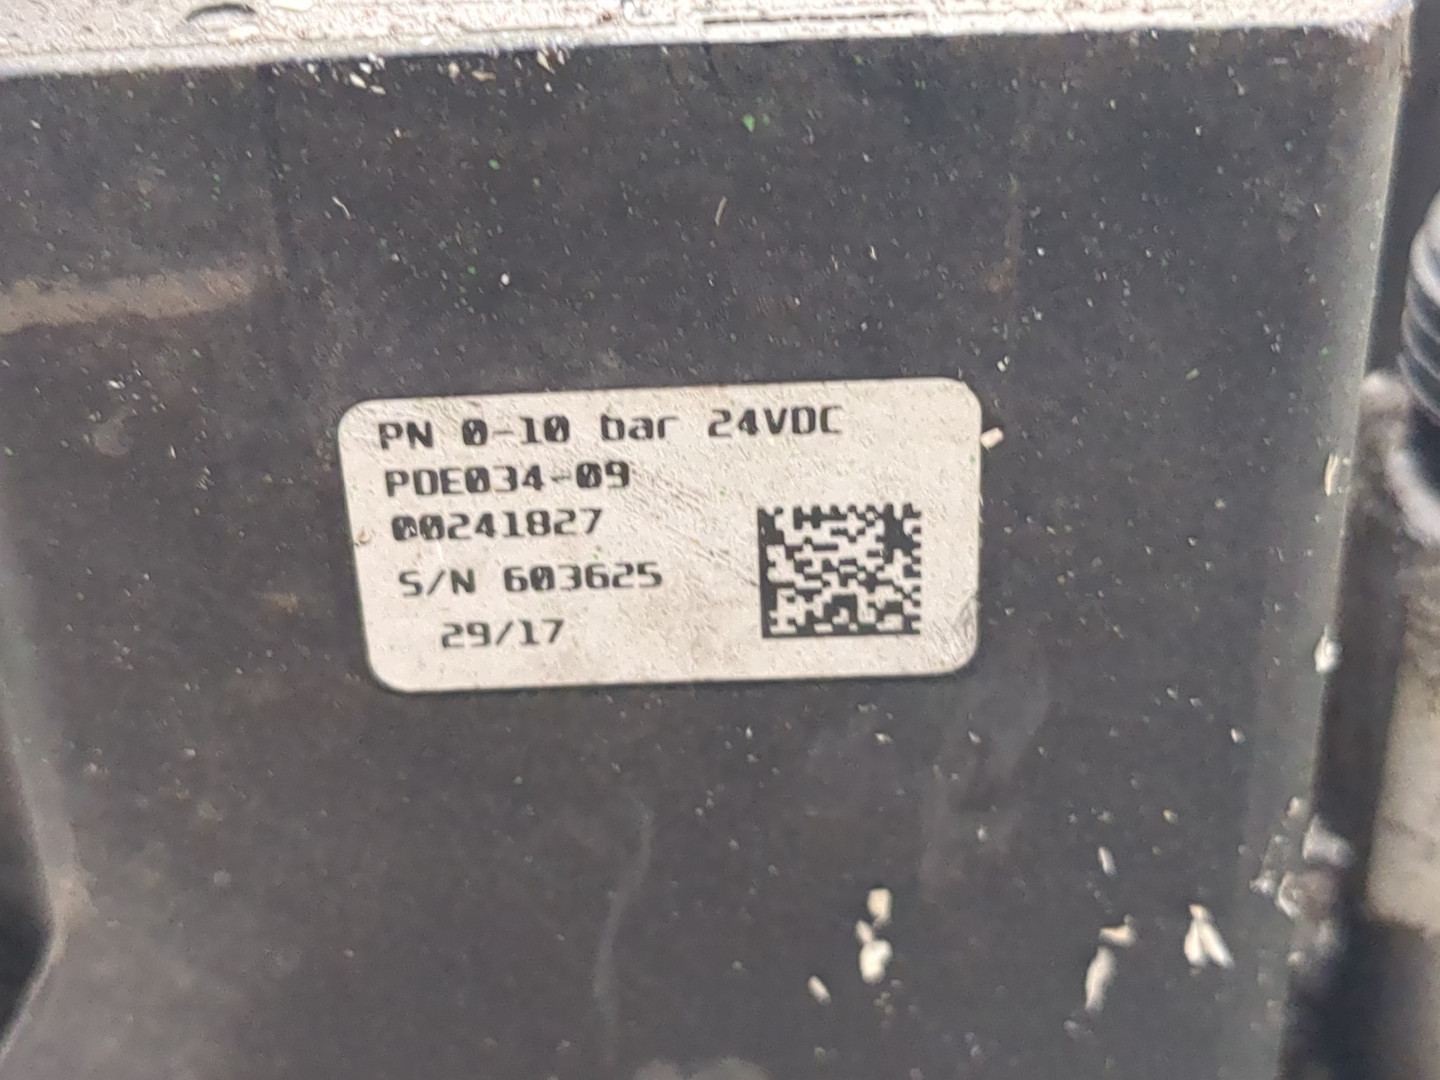 PN 0-10 bar 24VDC
PDE034-09
00241827
S/N 603625
29/17